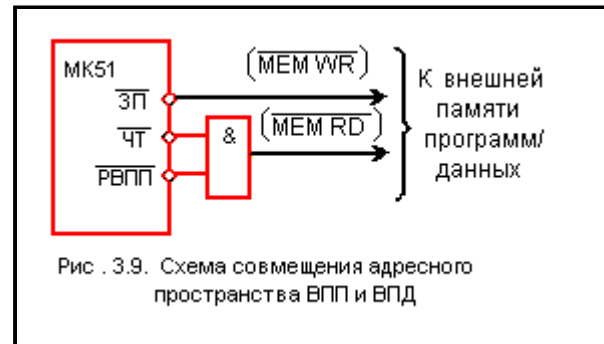 МК51
ЗП
ЧТ
РВПП
&
(MEM WR)
(MEM RD)
К внешней
памяти
программ/
данных
Рис . 3.9. Схема совмещения адресного
пространства ВПП и ВПД